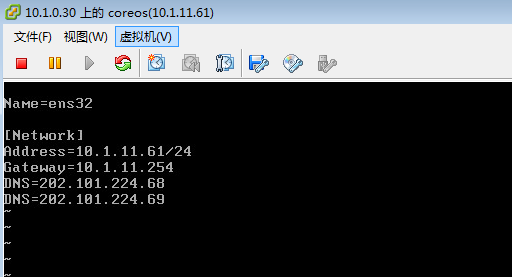 10.1.0.30 上的 coreos(10.1.11.61)
文件(F) 视图(W) 虚拟机(V)
Name=ens32
[Network]
Address=10.1.11.61/24
Gateway=10.1.11.254
DNS=202.101.224.68
DNS=202.101.224.69
~
~
~
~
~